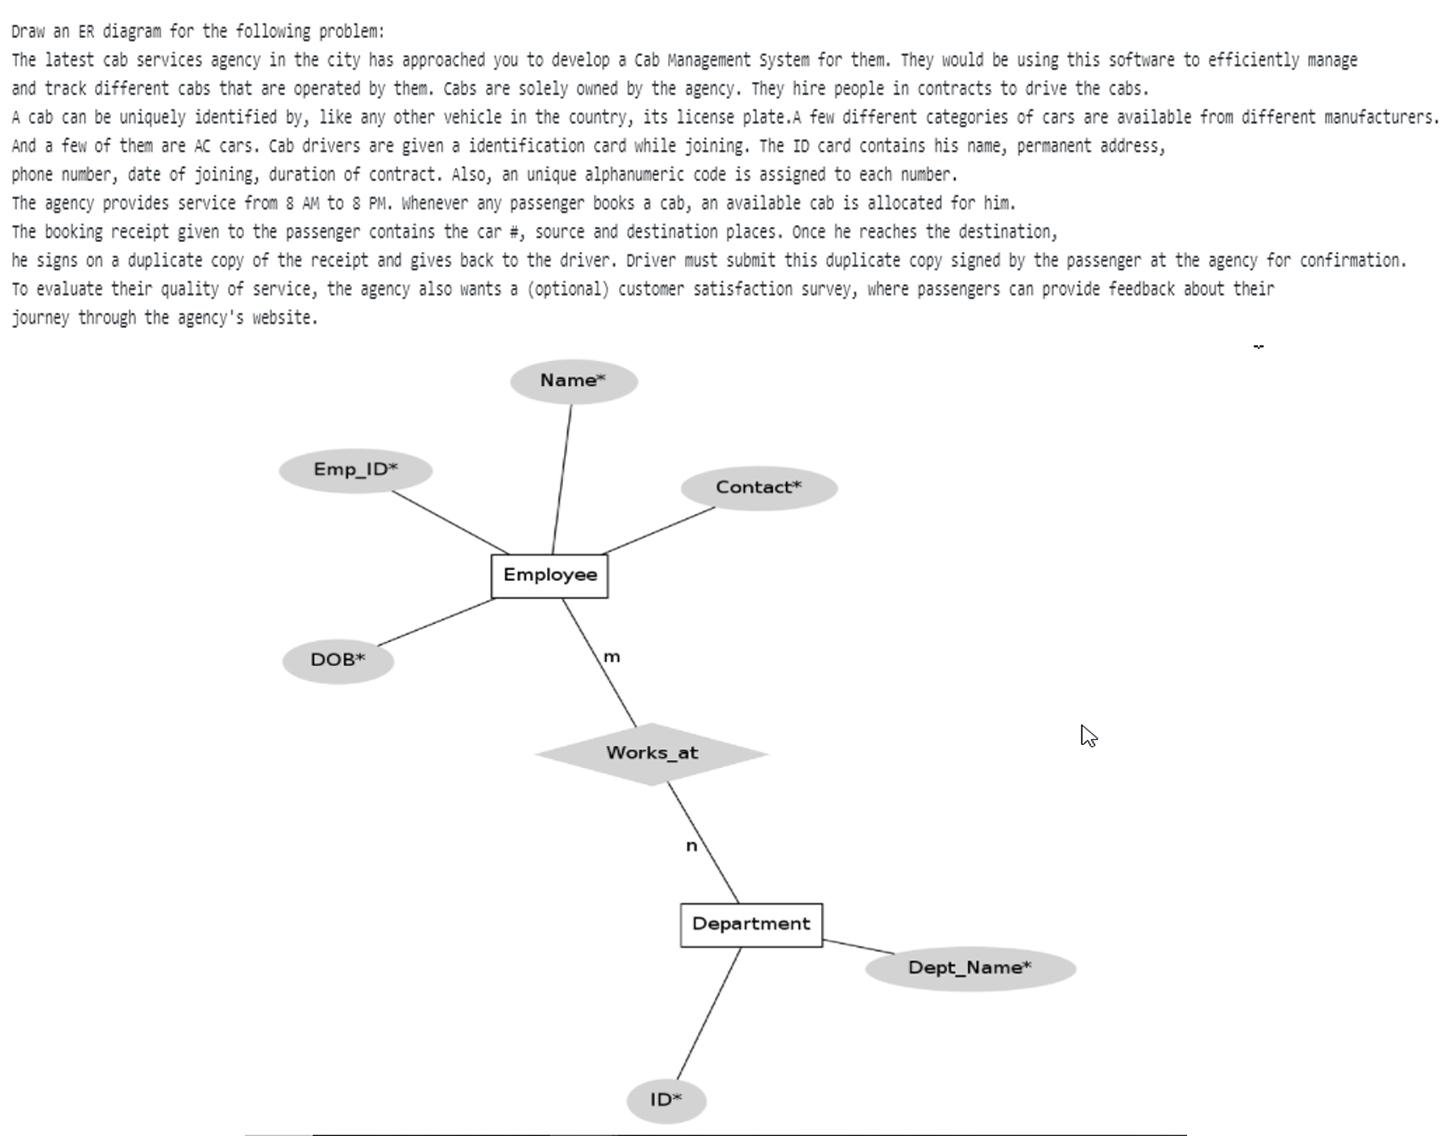 Draw an ER diagram for the following problem:
The latest cab services agency in the city has approached you to develop a Cab Management System for them. They would be using this software to efficiently manage
and track different cabs that are operated by them. Cabs are solely owned by the agency. They hire people in contracts to drive the cabs.
A cab can be uniquely identified by, like any other vehicle in the country, its license plate.A few different categories of cars are available from different manufacturers.
And a few of them are AC cars. Cab drivers are given a identification card while joining. The ID card contains his name, permanent address,
phone number, date of joining, duration of contract. Also, an unique alphanumeric code is assigned to each number.
The agency provides service from 8 AM to 8 PM. Whenever any passenger books a cab, an available cab is allocated for him.
The booking receipt given to the passenger contains the car #, source and destination places. Once he reaches the destination,
he signs on a duplicate copy of the receipt and gives back to the driver. Driver must submit this duplicate copy signed by the passenger at the agency for confirmation.
To evaluate their quality of service, the agency also wants a (optional) customer satisfaction survey, where passengers can provide feedback about their
journey through the agency's website.
Name*
Emp_ID*
Contact*
Employee
DOB*
m
Works_at
n
Department
Dept_Name*
ID*